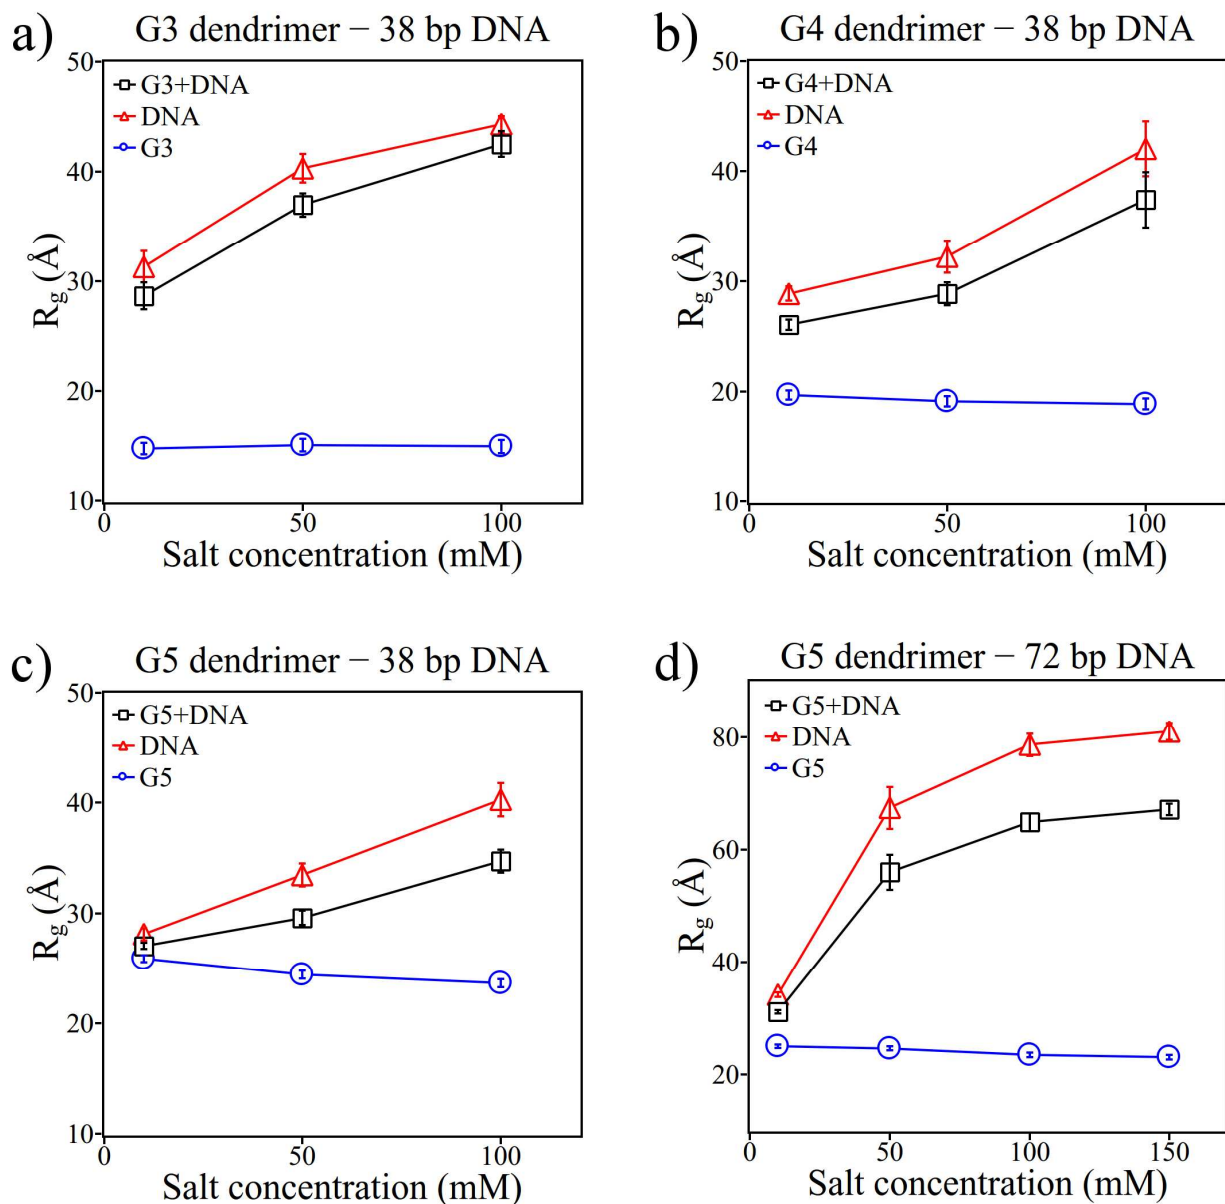 a)
G3 dendrimer − 38 bp DNA
50
40
30
20
10
R_g (Å)
G3+DNA
DNA
G3
0
50
100
Salt concentration (mM)
b)
G4 dendrimer − 38 bp DNA
50
40
30
20
10
R_g (Å)
G4+DNA
DNA
G4
0
50
100
Salt concentration (mM)
c)
G5 dendrimer − 38 bp DNA
50
40
30
20
10
R_g (Å)
G5+DNA
DNA
G5
0
50
100
Salt concentration (mM)
d)
G5 dendrimer − 72 bp DNA
80
60
40
20
R_g (Å)
G5+DNA
DNA
G5
0
50
100
150
Salt concentration (mM)